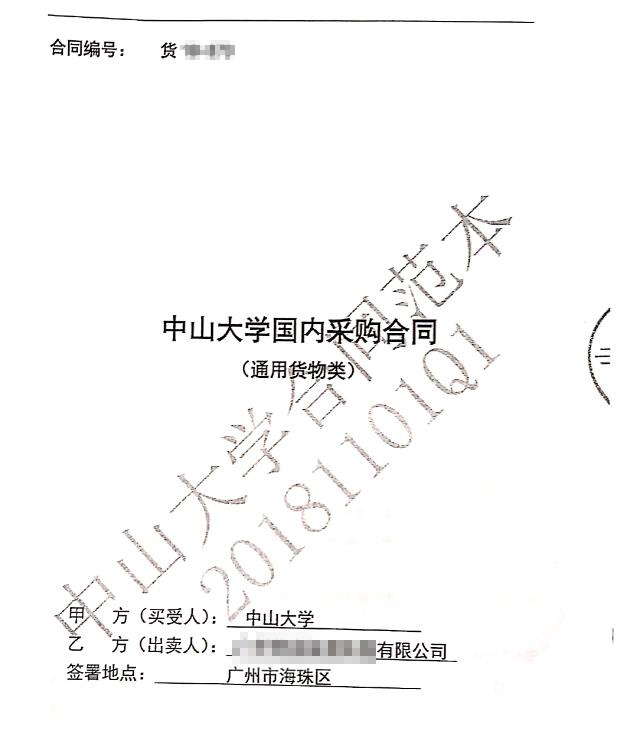 合同编号： 货
中山大学国内采购合同
（通用货物类）
中山大学合同范本
20181101Q1
甲 方（买受人）： 中山大学
乙 方（出卖人）： 有限公司
签署地点： 广州市海珠区